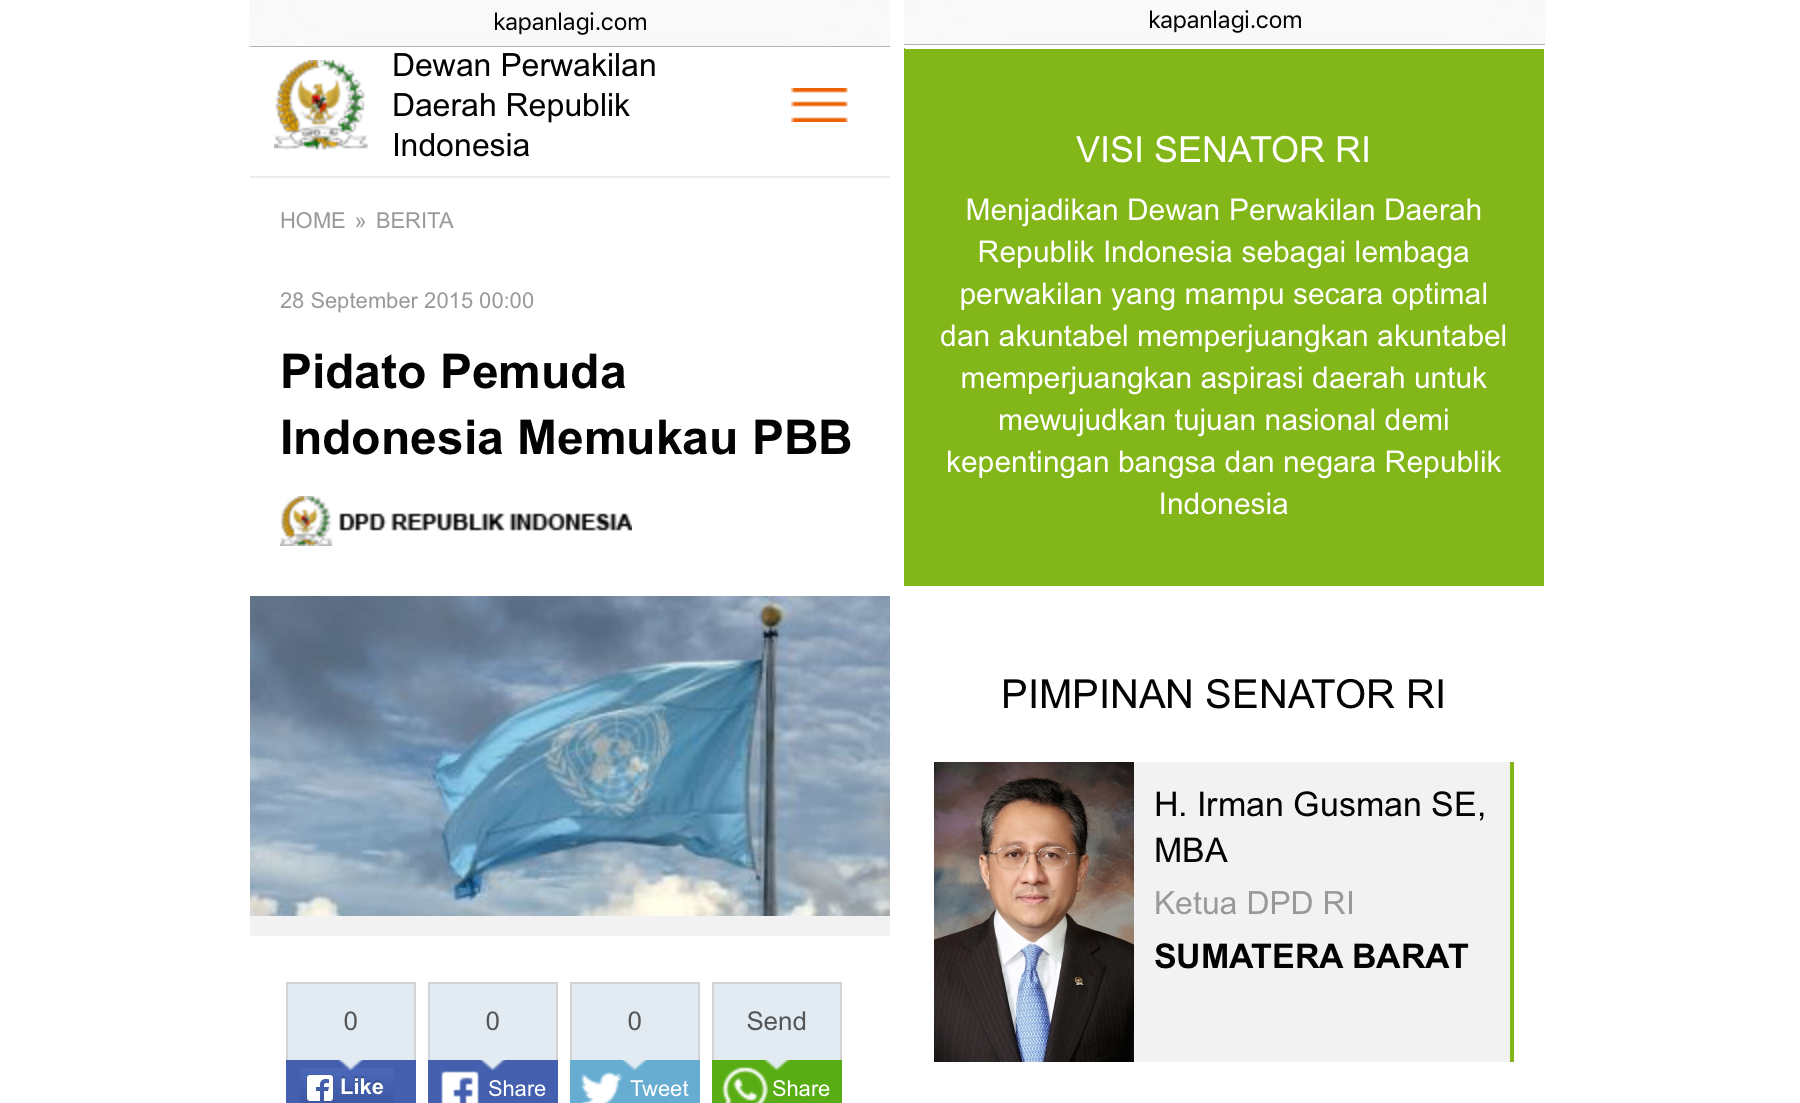 kapanlagi.com
Dewan Perwakilan
Daerah Republik
Indonesia
HOME » BERITA
28 September 2015 00:00
Pidato Pemuda
Indonesia Memukau PBB
DPD REPUBLIK INDONESIA
0
0
0
Send
Like
Share
Tweet
Share
kapanlagi.com
VISI SENATOR RI
Menjadikan Dewan Perwakilan Daerah
Republik Indonesia sebagai lembaga
perwakilan yang mampu secara optimal
dan akuntabel memperjuangkan akuntabel
memperjuangkan aspirasi daerah untuk
mewujudkan tujuan nasional demi
kepentingan bangsa dan negara Republik
Indonesia
PIMPINAN SENATOR RI
H. Irman Gusman SE,
MBA
Ketua DPD RI
SUMATERA BARAT